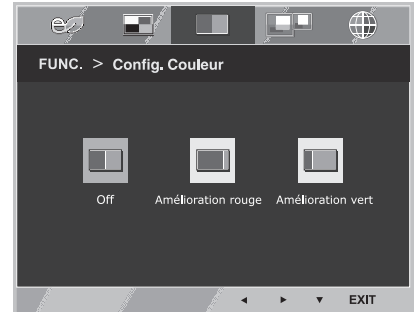 FUNC. > Config. Couleur
Off Amélioration rouge Amélioration vert
EXIT